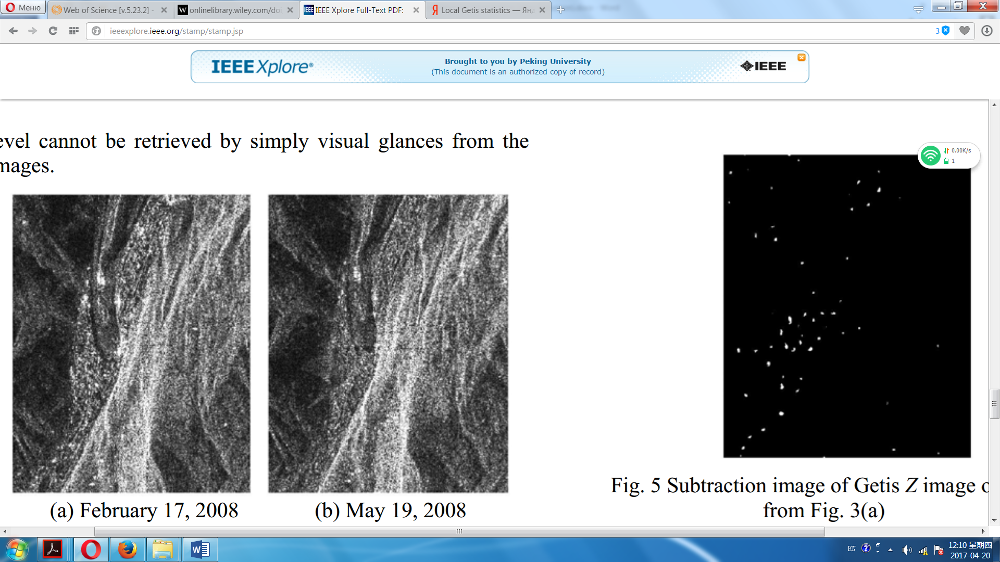 Меню
Web of Science [v.5.23.2] -
W
onlinelibrary.wiley.com/doi
IEEE
IEEE Xplore Full-Text PDF:
Я
Local Getis statistics — Янд
ieeexplore.ieee.org/stamp/stamp.jsp
3
IEEE Xplore®
Brought to you by Peking University
(This document is an authorized copy of record)
IEEE
evel cannot be retrieved by simply visual glances from the
mages.
0.00K/s
1
(a) February 17, 2008
(b) May 19, 2008
Fig. 5 Subtraction image of Getis Z image o
from Fig. 3(a)
EN
12:10 星期四
2017-04-20